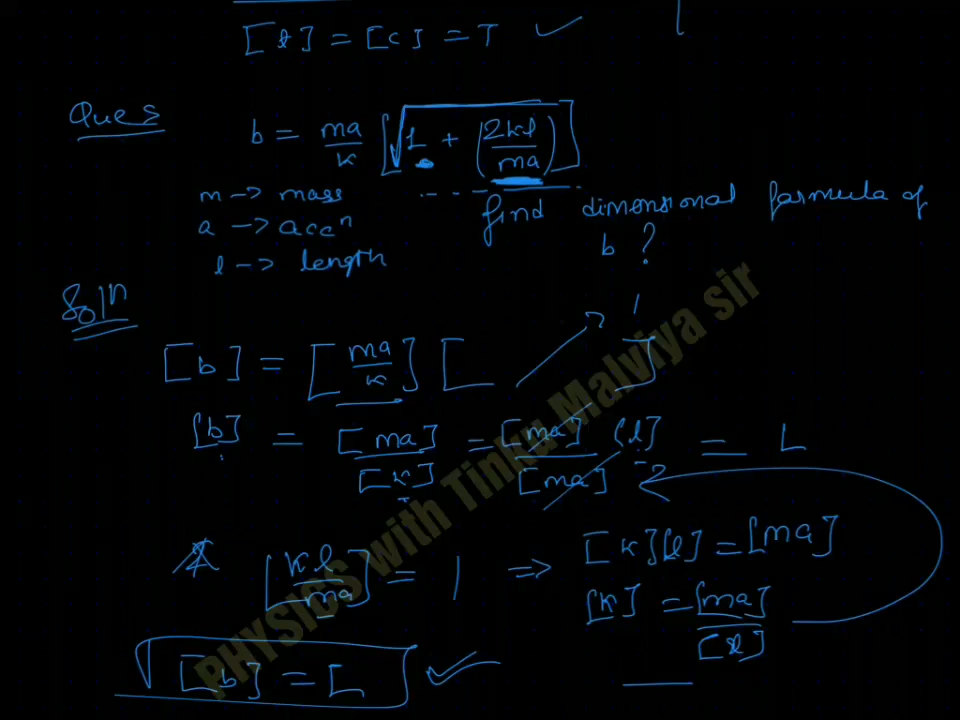 [t] = [c] = T ✓
Ques
b = ma/k [√1 + (2kl/ma)]
m -> mass
a -> accⁿ
l -> length
find dimensional formula of b ?
Solⁿ
[b] = [ma/k] [ ] 1
[b] = [ma]/[k] = [ma] [l]/[ma] = L
[kl/ma] = 1 => [k][l] = [ma]
[k] = [ma]/[l]
[b] = L ✓
PHYSICS with Tinku Malviya sir